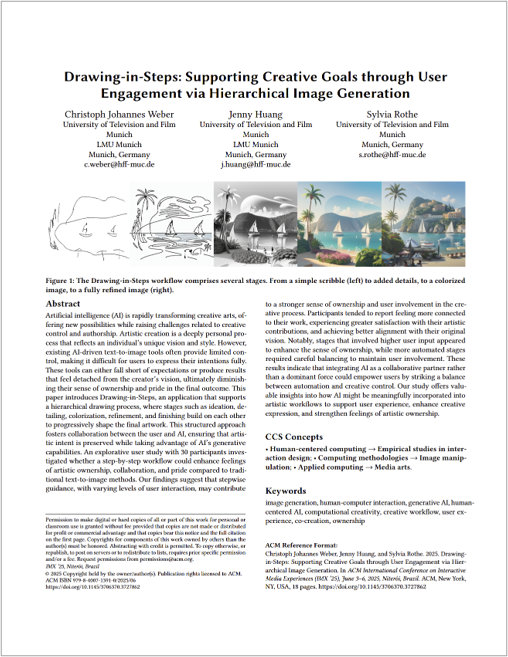 Drawing-in-Steps: Supporting Creative Goals through User
Engagement via Hierarchical Image Generation
Christoph Johannes Weber
University of Television and Film
Munich
LMU Munich
Munich, Germany
c.weber@hff-muc.de
Jenny Huang
University of Television and Film
Munich
LMU Munich
Munich, Germany
j.huang@hff-muc.de
Sylvia Rothe
University of Television and Film
Munich
Munich, Germany
s.rothe@hff-muc.de
Figure 1: The Drawing-in-Steps workflow comprises several stages. From a simple scribble (left) to added details, to a colorized
image, to a fully refined image (right).
Abstract
Artificial intelligence (AI) is rapidly transforming creative arts, of-
fering new possibilities while raising challenges related to creative
control and authorship. Artistic creation is a deeply personal pro-
cess that reflects an individual's unique vision and style. However,
existing AI-driven text-to-image tools often provide limited con-
trol, making it difficult for users to express their intentions fully.
These tools can either fall short of expectations or produce results
that feel detached from the creator's vision, ultimately diminish-
ing their sense of ownership and pride in the final outcome. This
paper introduces Drawing-in-Steps, an application that supports
a hierarchical drawing process, where stages such as ideation, de-
tailing, colorization, refinement, and finishing build on each other
to progressively shape the final artwork. This structured approach
fosters collaboration between the user and AI, ensuring that artis-
tic intent is preserved while taking advantage of AI's generative
capabilities. An explorative user study with 30 participants inves-
tigated whether a step-by-step workflow could enhance feelings
of artistic ownership, collaboration, and pride compared to tradi-
tional text-to-image methods. Our findings suggest that stepwise
guidance, with varying levels of user interaction, may contribute
to a stronger sense of ownership and user involvement in the cre-
ative process. Participants tended to report feeling more connected
to their work, experiencing greater satisfaction with their artistic
contributions, and achieving better alignment with their original
vision. Notably, stages that involved higher user input appeared
to enhance the sense of ownership, while more automated stages
required careful balancing to maintain user involvement. These
results indicate that integrating AI as a collaborative partner rather
than a dominant force could empower users by striking a balance
between automation and creative control. Our study offers valu-
able insights into how AI might be meaningfully incorporated into
artistic workflows to support user experience, enhance creative
expression, and strengthen feelings of artistic ownership.
CCS Concepts
• Human-centered computing → Empirical studies in inter-
action design; • Computing methodologies → Image manip-
ulation; • Applied computing → Media arts.
Keywords
image generation, human-computer interaction, generative AI, human-
centered AI, computational creativity, creative workflow, user ex-
perience, co-creation, ownership
Permission to make digital or hard copies of all or part of this work for personal or
classroom use is granted without fee provided that copies are not made or distributed
for profit or commercial advantage and that copies bear this notice and the full citation
on the first page. Copyrights for components of this work owned by others than the
author(s) must be honored. Abstracting with credit is permitted. To copy otherwise, or
republish, to post on servers or to redistribute to lists, requires prior specific permission
and/or a fee. Request permissions from permissions@acm.org.
IMX '25, Niterói, Brazil
© 2025 Copyright held by the owner/author(s). Publication rights licensed to ACM.
ACM ISBN 979-8-4007-1391-0/2025/06
https://doi.org/10.1145/3706370.3727862
ACM Reference Format:
Christoph Johannes Weber, Jenny Huang, and Sylvia Rothe. 2025. Drawing-
in-Steps: Supporting Creative Goals through User Engagement via Hierar-
chical Image Generation. In ACM International Conference on Interactive
Media Experiences (IMX '25), June 3–6, 2025, Niterói, Brazil. ACM, New York,
NY, USA, 18 pages. https://doi.org/10.1145/3706370.3727862